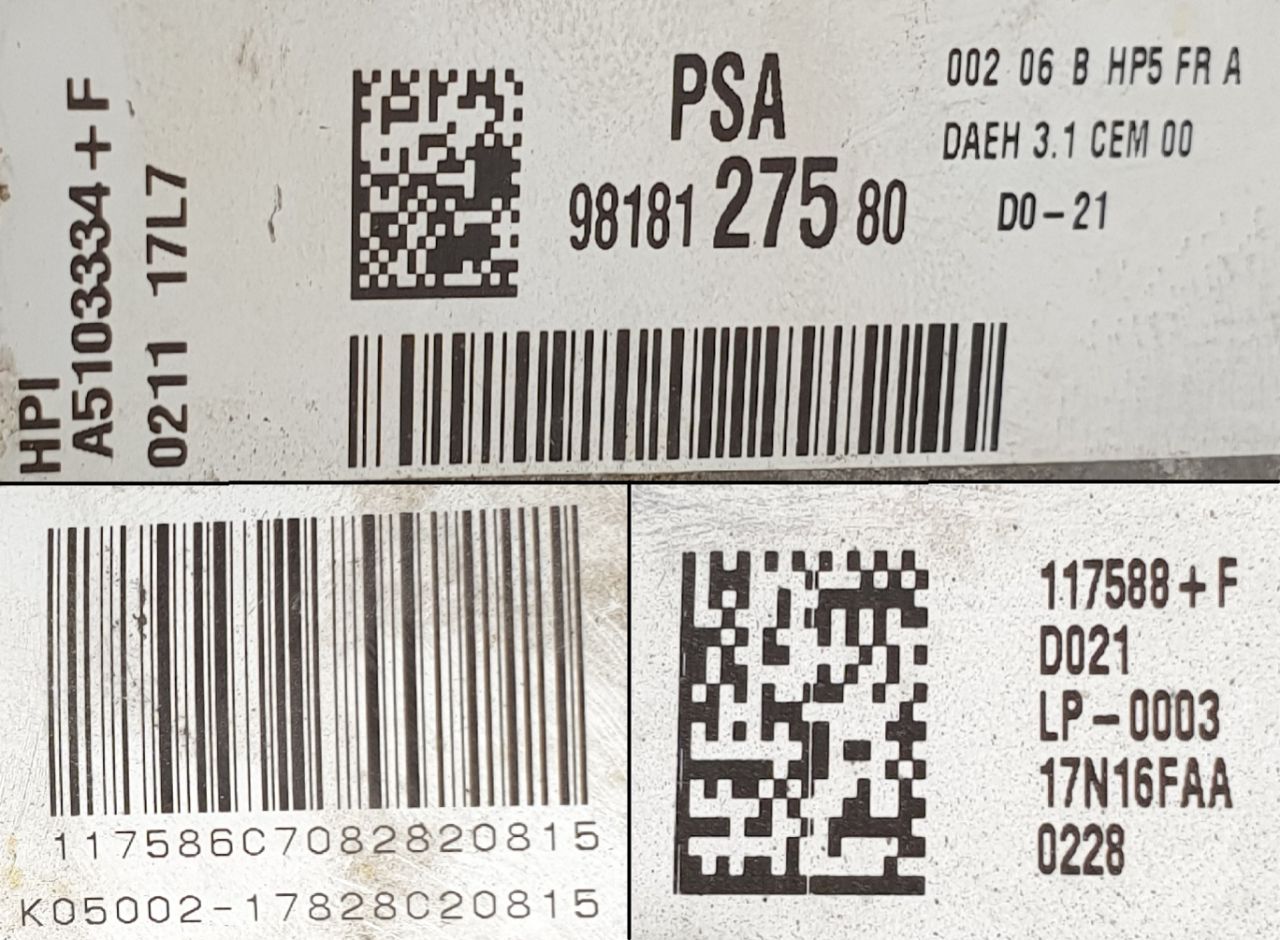 HPI
A5103334+F
0211 17L7
PSA
98181 275 80
002 06 B HP5 FR A
DAEH 3.1 CEM 00
D0-21
117586C7082820815
K05002-17828C20815
117588+F
D021
LP-0003
17N16FAA
0228